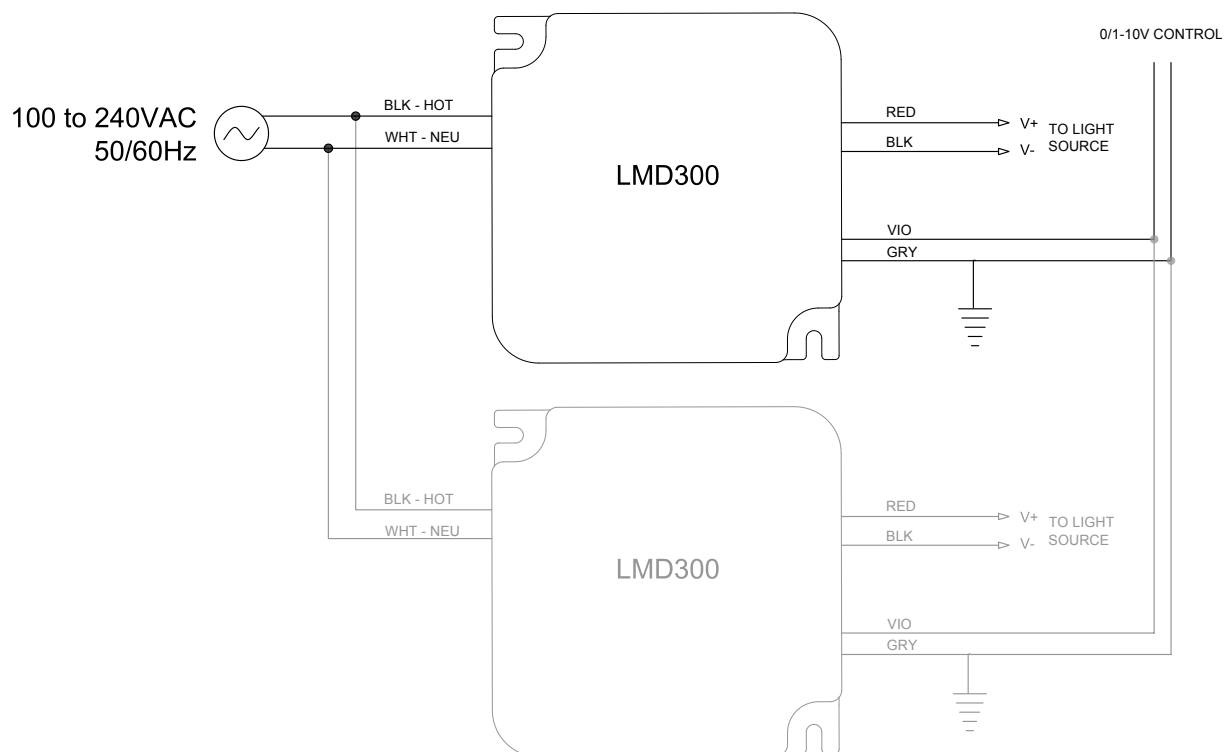 0/1-10V CONTROL
100 to 240VAC
50/60Hz
BLK - HOT
WHT - NEU
LMD300
RED
BLK
V+
V-
TO LIGHT
SOURCE
VIO
GRY
BLK - HOT
WHT - NEU
LMD300
RED
BLK
V+
V-
TO LIGHT
SOURCE
VIO
GRY